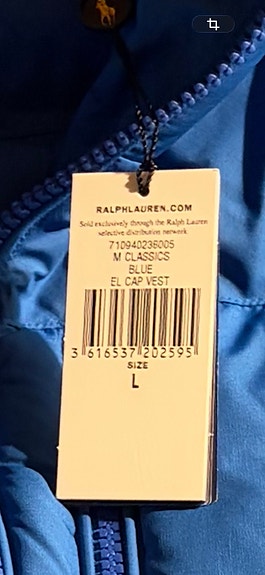 RALPHLAUREN.COM
Sold exclusively through the Ralph Lauren
selective distribution network
710940236005
M CLASSICS
BLUE
EL CAP VEST
3 616537 202595
SIZE
L